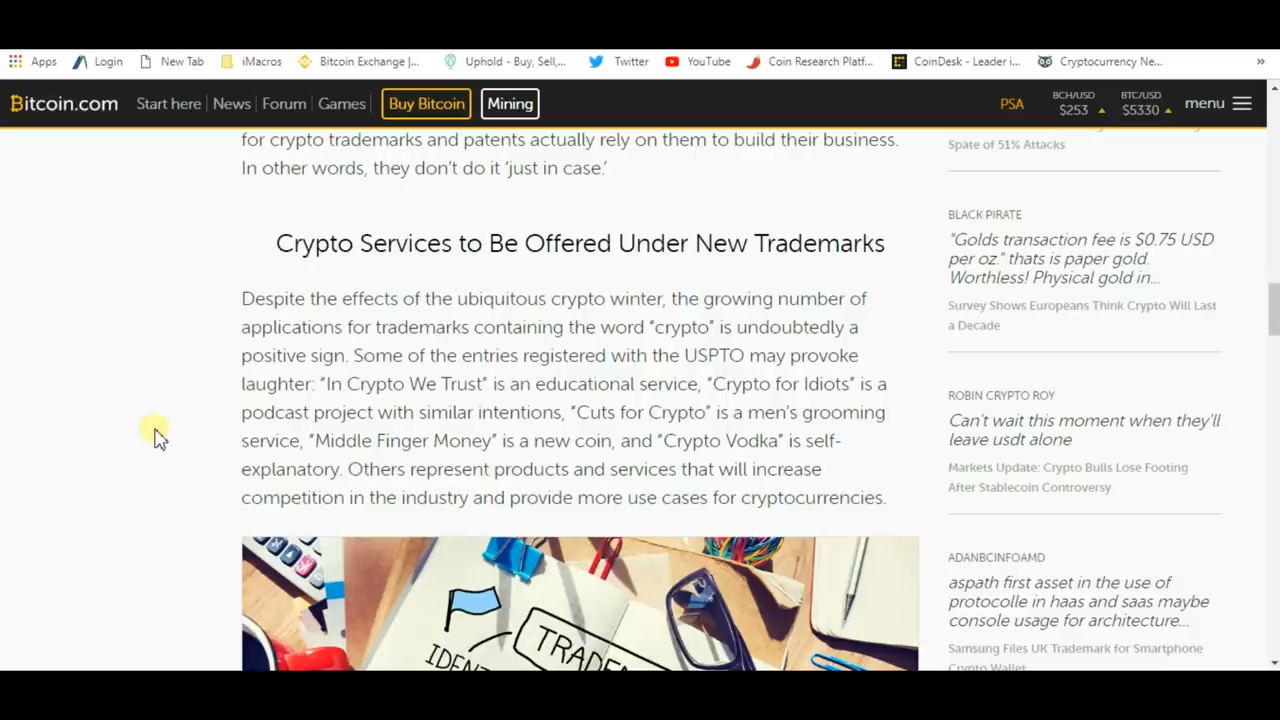 Apps Login New Tab iMacros Bitcoin Exchange |... Uphold - Buy, Sell,... Twitter YouTube Coin Research Platf... CoinDesk - Leader i... Cryptocurrency Ne... »
Bitcoin.com Start here News Forum Games Buy Bitcoin Mining PSA BCH/USD $253 BTC/USD $5330 menu
for crypto trademarks and patents actually rely on them to build their business.
In other words, they don't do it 'just in case.'
Crypto Services to Be Offered Under New Trademarks
Despite the effects of the ubiquitous crypto winter, the growing number of
applications for trademarks containing the word “crypto” is undoubtedly a
positive sign. Some of the entries registered with the USPTO may provoke
laughter: “In Crypto We Trust” is an educational service, “Crypto for Idiots” is a
podcast project with similar intentions, “Cuts for Crypto” is a men's grooming
service, “Middle Finger Money” is a new coin, and “Crypto Vodka” is self-
explanatory. Others represent products and services that will increase
competition in the industry and provide more use cases for cryptocurrencies.
IDENT
TRADEM
Spate of 51% Attacks
BLACK PIRATE
"Golds transaction fee is $0.75 USD
per oz." thats is paper gold.
Worthless! Physical gold in...
Survey Shows Europeans Think Crypto Will Last
a Decade
ROBIN CRYPTO ROY
Can't wait this moment when they'll
leave usdt alone
Markets Update: Crypto Bulls Lose Footing
After Stablecoin Controversy
ADANBCINFOAMD
aspath first asset in the use of
protocolle in haas and saas maybe
console usage for architecture...
Samsung Files UK Trademark for Smartphone
Crypto Wallet